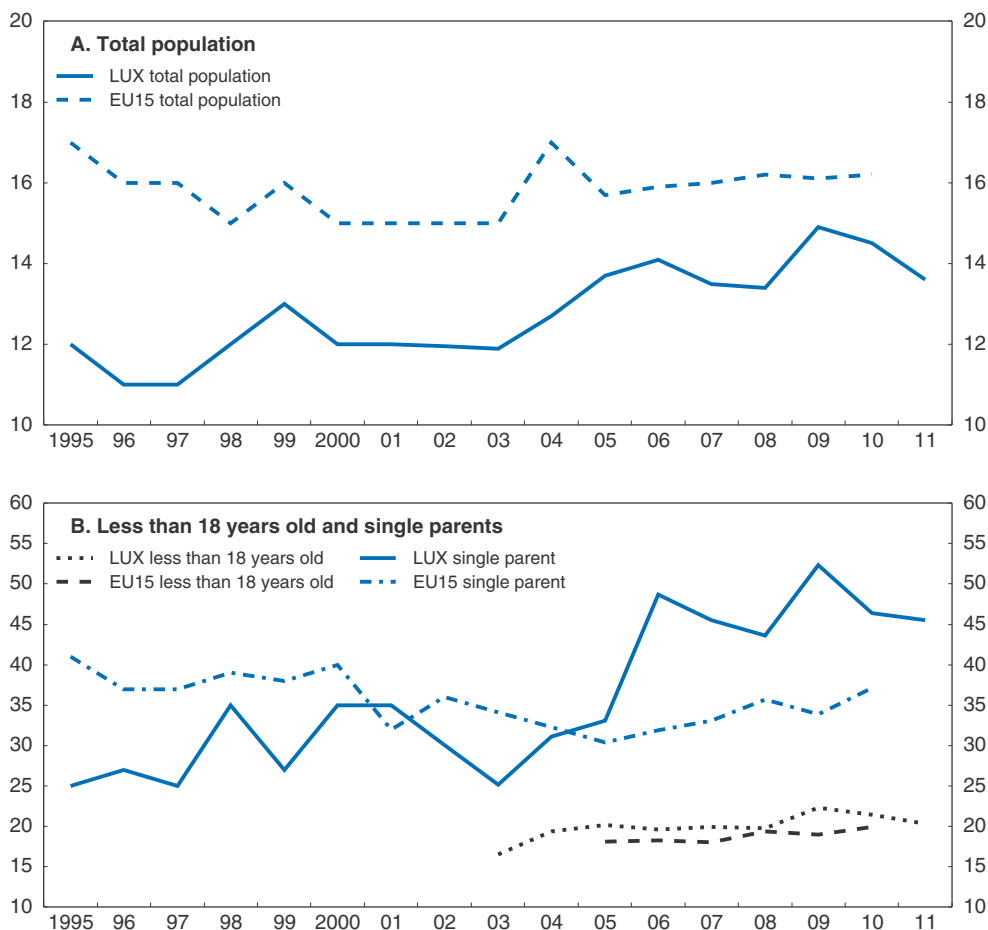 20 20
A. Total population
LUX total population
18 EU15 total population 18
16 16
14 14
12 12
10 10
1995 96 97 98 99 2000 01 02 03 04 05 06 07 08 09 10 11
60 60
B. Less than 18 years old and single parents
55 55
LUX less than 18 years old LUX single parent
50 EU15 less than 18 years old EU15 single parent 50
45 45
40 40
35 35
30 30
25 25
20 20
15 15
10 10
1995 96 97 98 99 2000 01 02 03 04 05 06 07 08 09 10 11